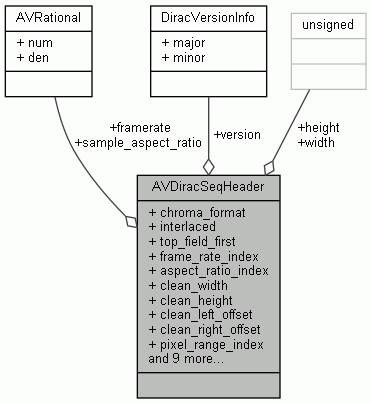 AVRational
+ num
+ den
DiracVersionInfo
+ major
+ minor
unsigned
+framerate
+sample_aspect_ratio
+version
+height
+width
AVDiracSeqHeader
+ chroma_format
+ interlaced
+ top_field_first
+ frame_rate_index
+ aspect_ratio_index
+ clean_width
+ clean_height
+ clean_left_offset
+ clean_right_offset
+ pixel_range_index
and 9 more...